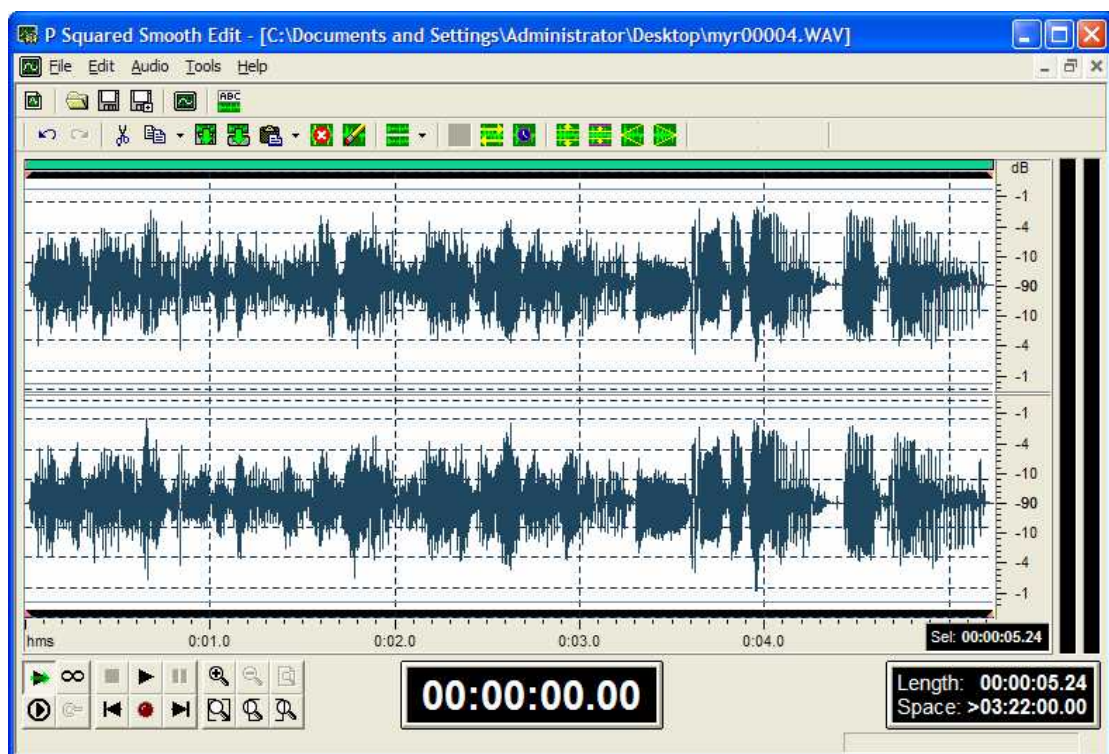 P Squared Smooth Edit - [C:\Documents and Settings\Administrator\Desktop\myr00004.WAV]
File Edit Audio Tools Help
ABC
dB
-1
-4
-10
-90
-10
-4
-1
-1
-4
-10
-90
-10
-4
-1
hms 0:01.0 0:02.0 0:03.0 0:04.0 Sel: 00:00:05.24
00:00:00.00
Length: 00:00:05.24
Space: >03:22:00.00